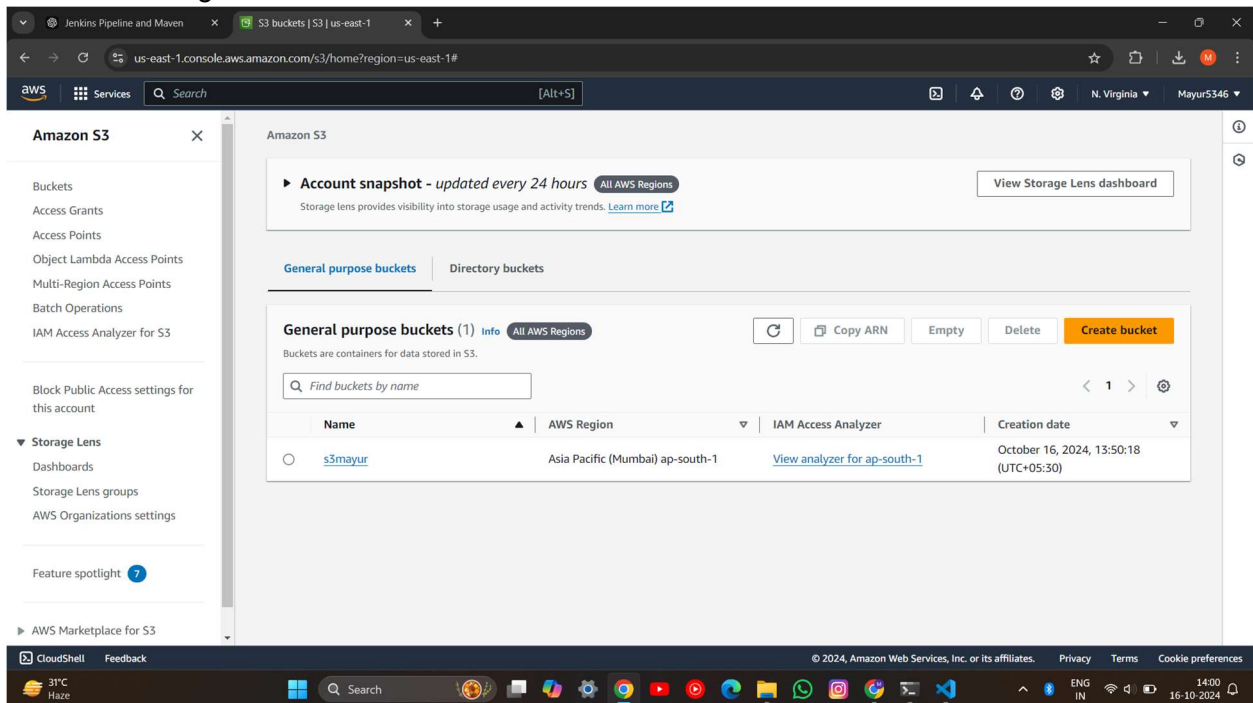 Jenkins Pipeline and Maven
S3 buckets | S3 | us-east-1
us-east-1.console.aws.amazon.com/s3/home?region=us-east-1#
M
aws
Services
Search
[Alt+S]
N. Virginia
Mayur5346
Amazon S3
Buckets
Access Grants
Access Points
Object Lambda Access Points
Multi-Region Access Points
Batch Operations
IAM Access Analyzer for S3
Block Public Access settings for
this account
Storage Lens
Dashboards
Storage Lens groups
AWS Organizations settings
Feature spotlight 7
AWS Marketplace for S3
Amazon S3
Account snapshot - updated every 24 hours All AWS Regions
Storage lens provides visibility into storage usage and activity trends. Learn more
View Storage Lens dashboard
General purpose buckets
Directory buckets
General purpose buckets (1) Info All AWS Regions
Buckets are containers for data stored in S3.
Copy ARN
Empty
Delete
Create bucket
Find buckets by name
1
Name
AWS Region
IAM Access Analyzer
Creation date
s3mayur
Asia Pacific (Mumbai) ap-south-1
View analyzer for ap-south-1
October 16, 2024, 13:50:18
(UTC+05:30)
CloudShell
Feedback
© 2024, Amazon Web Services, Inc. or its affiliates.
Privacy
Terms
Cookie preferences
31°C
Haze
Search
ENG
IN
14:00
16-10-2024